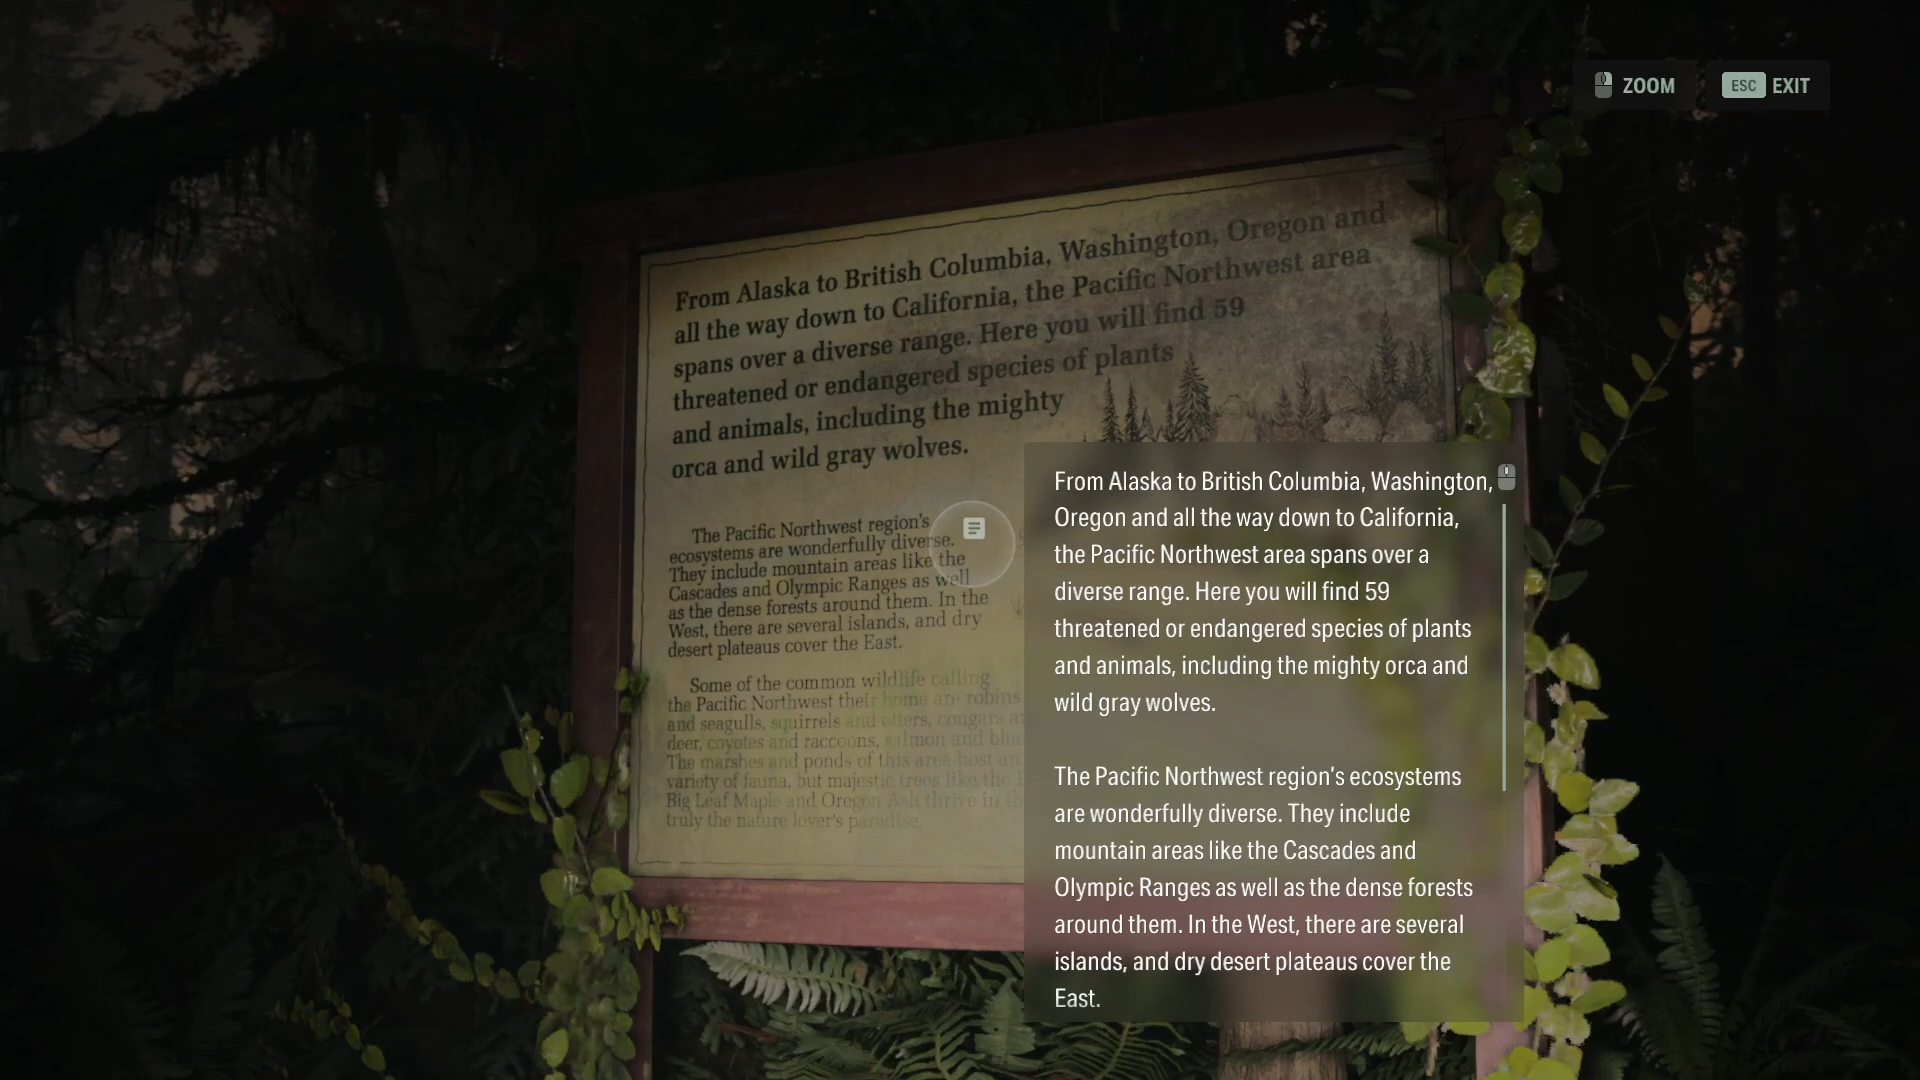 ZOOM
ESC EXIT
From Alaska to British Columbia, Washington, Oregon and
all the way down to California, the Pacific Northwest area
spans over a diverse range. Here you will find 59
threatened or endangered species of plants
and animals, including the mighty
orca and wild gray wolves.
The Pacific Northwest region's
ecosystems are wonderfully diverse.
They include mountain areas like the
Cascades and Olympic Ranges as well
as the dense forests around them. In the
West, there are several islands, and dry
desert plateaus cover the East.
Some of the common wildlife calling
the Pacific Northwest their home are robins
and seagulls, squirrels and otters, cougars
deer, coyotes and raccoons, salmon and blue
The marshes and ponds of this area host an
variety of fauna, but majestic trees like the
Big Leaf Maple and Oregon Ash thrive in
truly the nature lover's paradise.
From Alaska to British Columbia, Washington,
Oregon and all the way down to California,
the Pacific Northwest area spans over a
diverse range. Here you will find 59
threatened or endangered species of plants
and animals, including the mighty orca and
wild gray wolves.
The Pacific Northwest region's ecosystems
are wonderfully diverse. They include
mountain areas like the Cascades and
Olympic Ranges as well as the dense forests
around them. In the West, there are several
islands, and dry desert plateaus cover the
East.